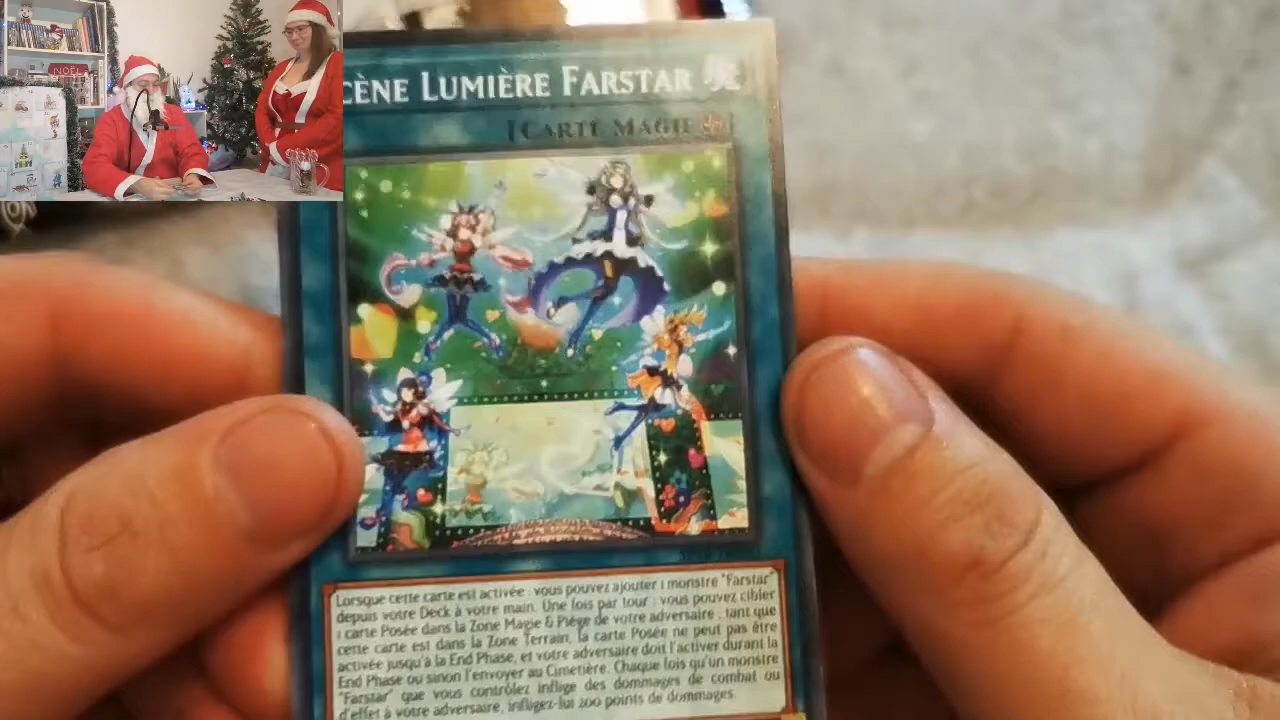 NOËL
CÈNE LUMIÈRE FARSTAR
[CARTE MAGIE]
Lorsque cette carte est activée : vous pouvez ajouter 1 monstre "Farstar"
depuis votre Deck à votre main. Une fois par tour : vous pouvez cibler
1 carte Posée dans la Zone Magie & Piège de votre adversaire ; tant que
cette carte est dans la Zone Terrain, la carte Posée ne peut pas être
activée jusqu'à la End Phase, et votre adversaire doit l'activer durant la
End Phase ou sinon l'envoyer au Cimetière. Chaque fois qu'un monstre
"Farstar" que vous contrôlez inflige des dommages de combat ou
d'effet à votre adversaire, infligez-lui 200 points de dommages.